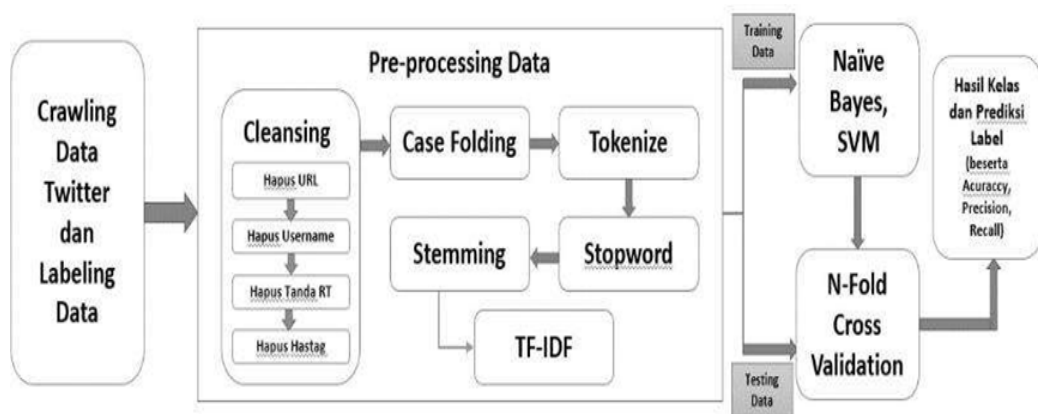 Crawling
Data
Twitter
dan
Labeling
Data
Pre-processing Data
Cleansing
Hapus URL
Hapus Username
Hapus Tanda RT
Hapus Hastag
Case Folding
Tokenize
Stopword
Stemming
TF-IDF
Training
Data
Testing
Data
Naïve
Bayes,
SVM
N-Fold
Cross
Validation
Hasil Kelas
dan Prediksi
Label
(beserta
Acuraccy,
Precision,
Recall)